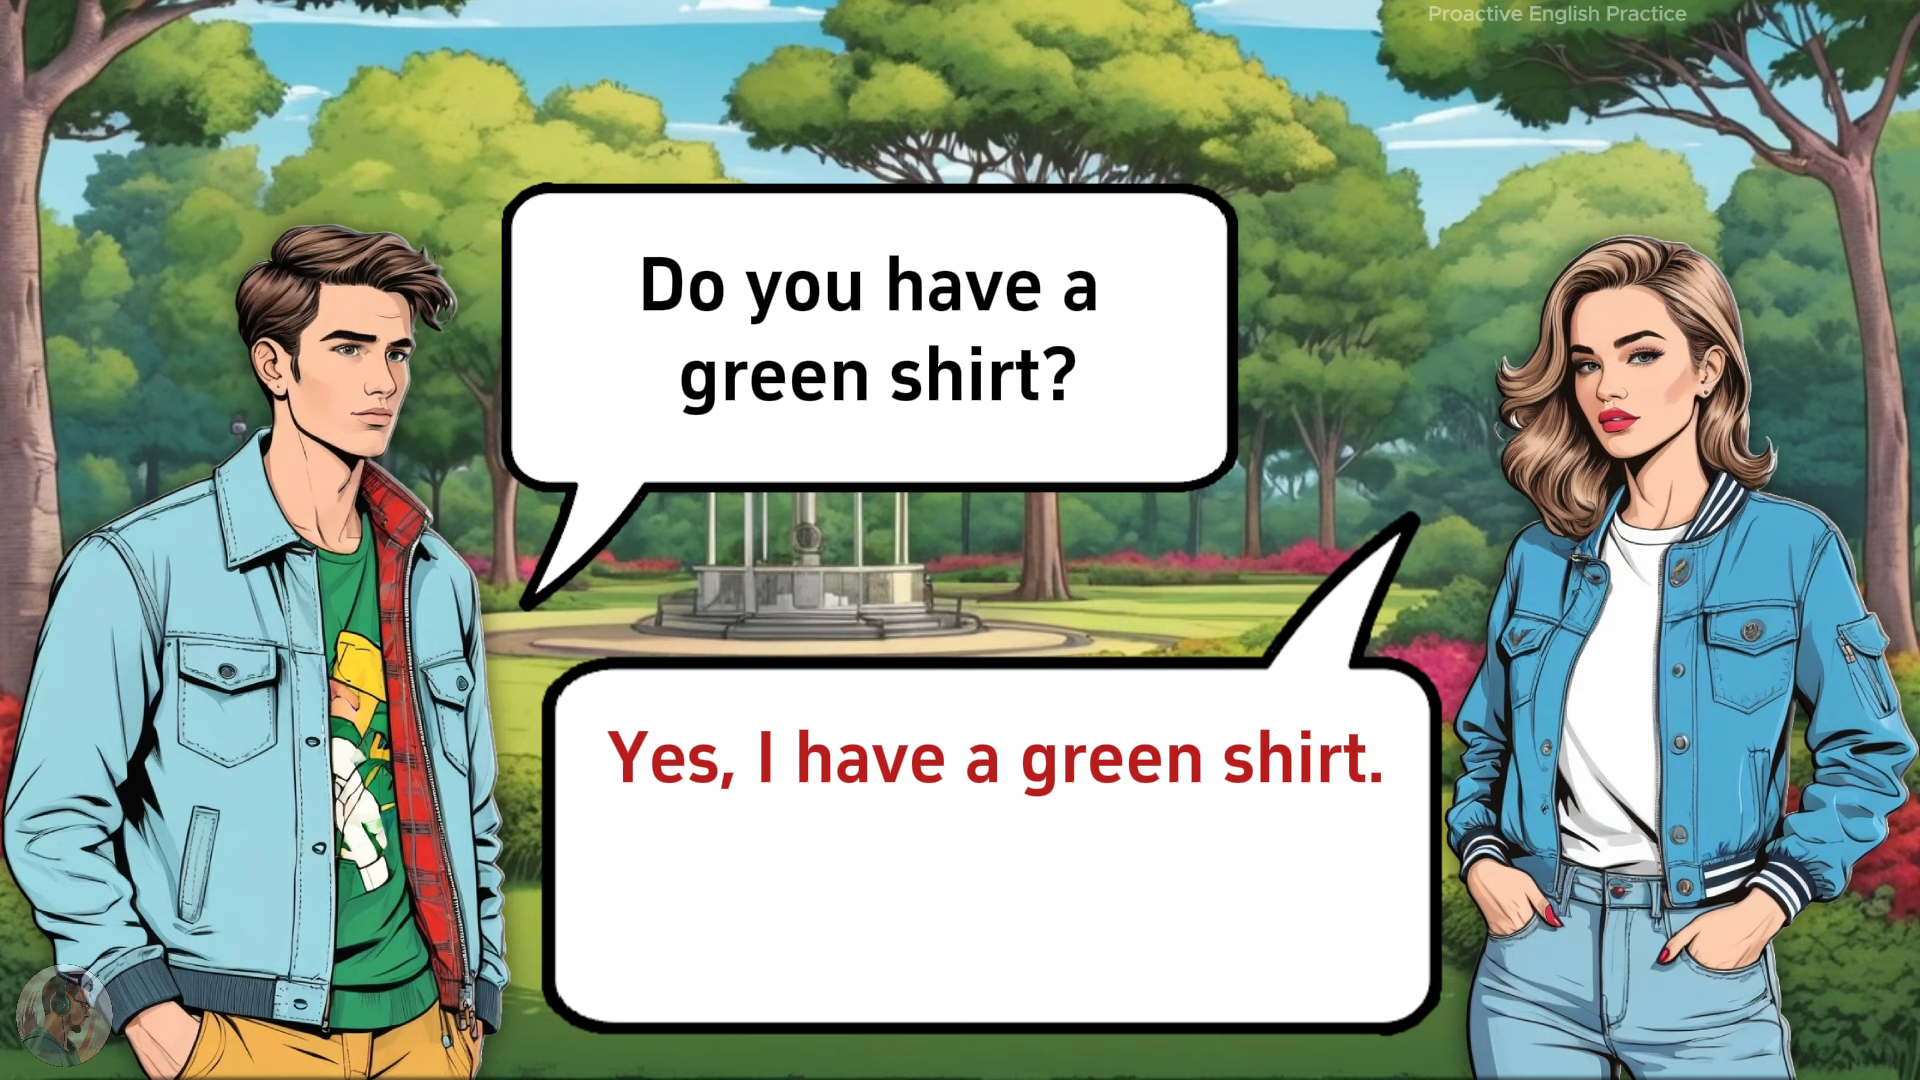 Proactive English Practice
Do you have a
green shirt?
Yes, I have a green shirt.